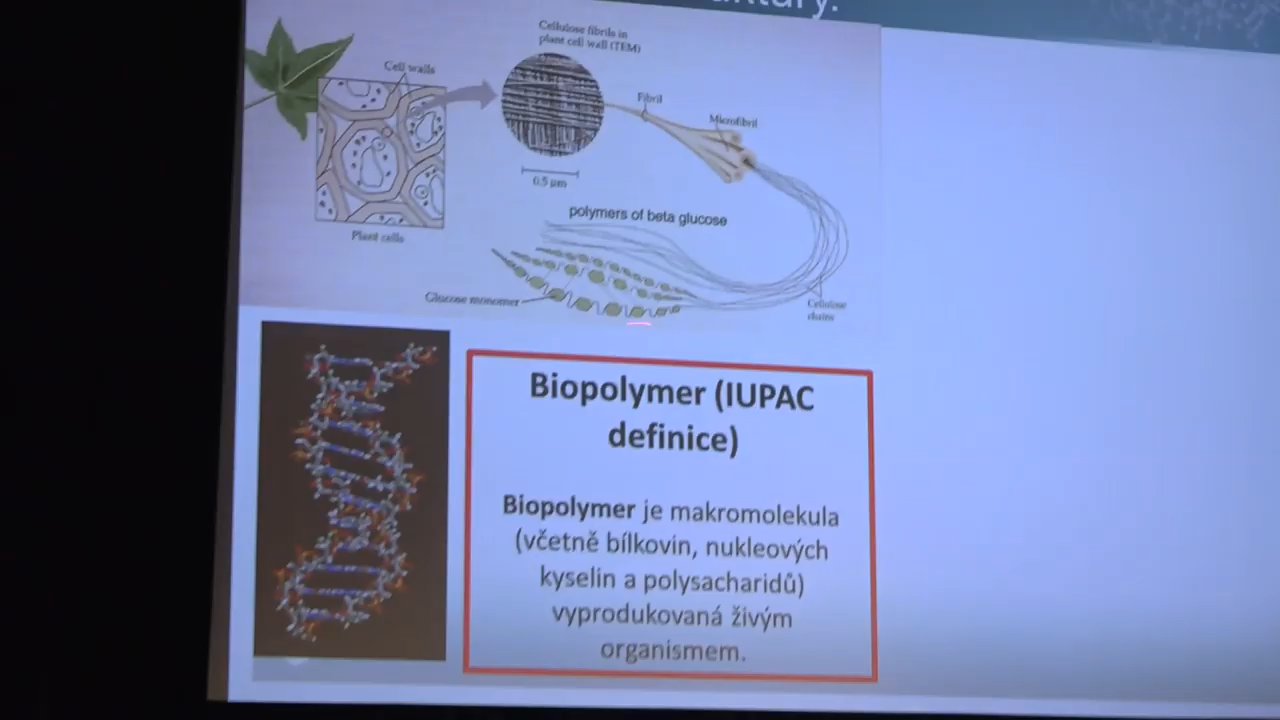 Cellulose fibrils in
plant cell wall (TEM)
Cell walls
Fibril
Microfibril
0.5 µm
polymers of beta glucose
Plant cells
Glucose monomer
Cellulose
chains
Biopolymer (IUPAC
definice)
Biopolymer je makromolekula
(včetně bílkovin, nukleových
kyselin a polysacharidů)
vyprodukovaná živým
organismem.